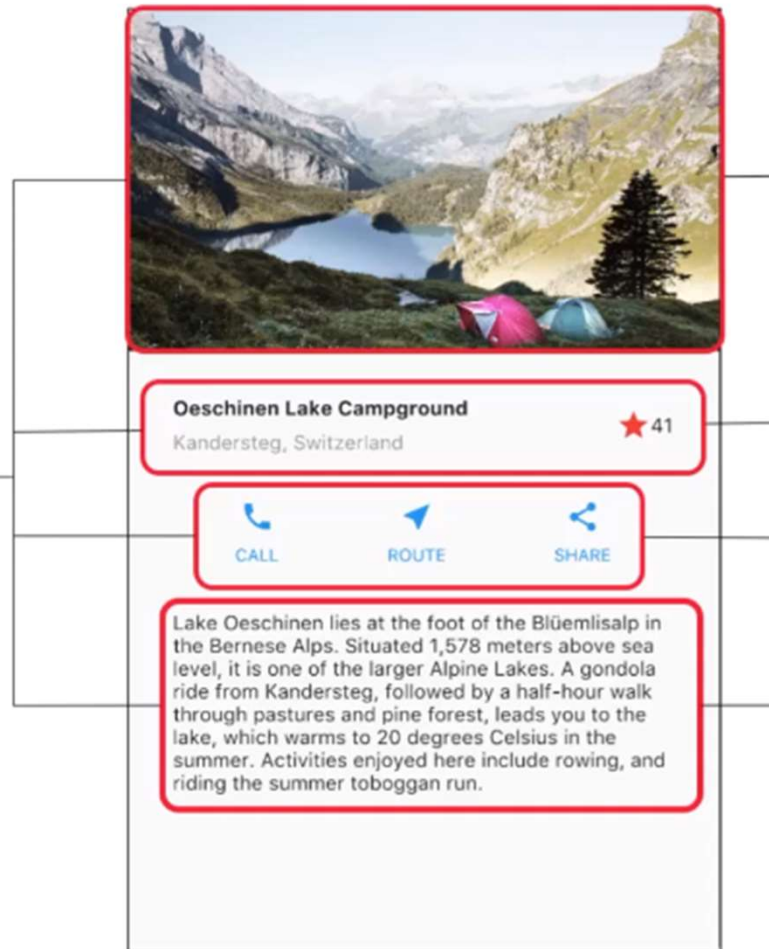 Oeschinen Lake Campground
Kandersteg, Switzerland
41
CALL ROUTE SHARE
Lake Oeschinen lies at the foot of the Blüemlisalp in
the Bernese Alps. Situated 1,578 meters above sea
level, it is one of the larger Alpine Lakes. A gondola
ride from Kandersteg, followed by a half-hour walk
through pastures and pine forest, leads you to the
lake, which warms to 20 degrees Celsius in the
summer. Activities enjoyed here include rowing, and
riding the summer toboggan run.